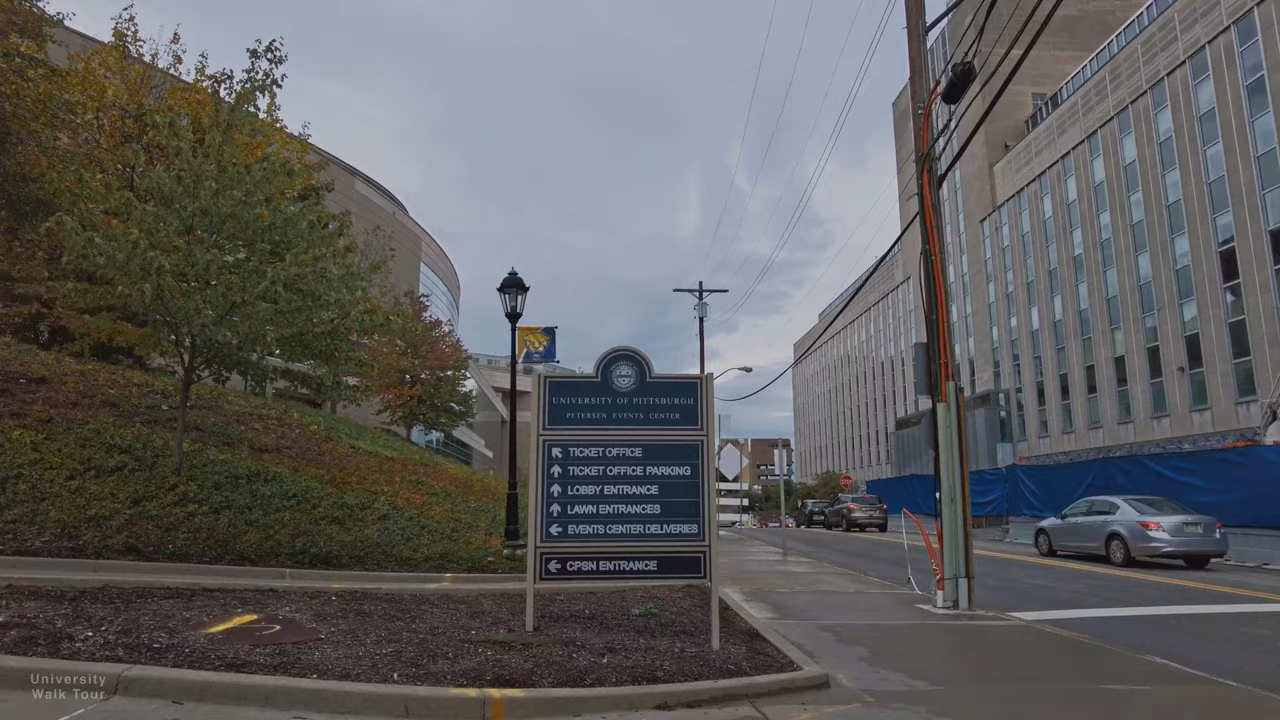 UNIVERSITY OF PITTSBURGH
PETERSEN EVENTS CENTER
TICKET OFFICE
TICKET OFFICE PARKING
LOBBY ENTRANCE
LAWN ENTRANCES
EVENTS CENTER DELIVERIES
CPSN ENTRANCE
STOP
University
Walk Tour